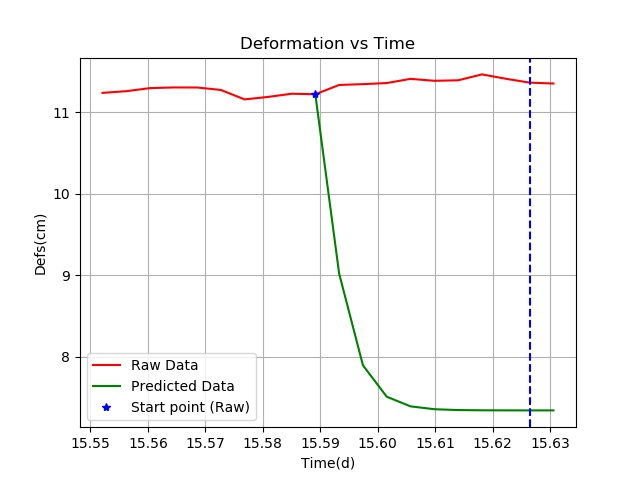 Deformation vs Time
Defs(cm)
11
10
9
8
Raw Data
Predicted Data
Start point (Raw)
15.55 15.56 15.57 15.58 15.59 15.60 15.61 15.62 15.63
Time(d)